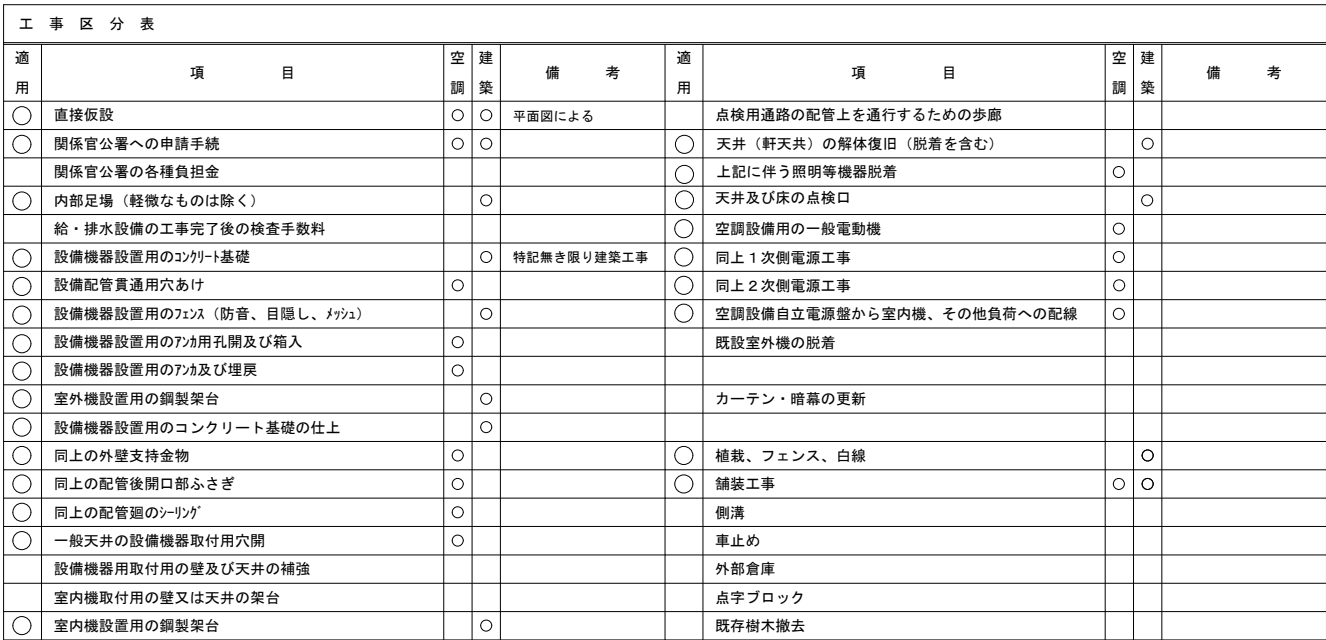 工事区分表
適用 項目 空調 建築 備考 適用 項目 空調 建築 備考
○ 直接仮設 ○ ○ 平面図による 点検用通路の配管上を通行するための歩廊
○ 関係官公署への申請手続 ○ ○ ○ 天井（軒天共）の解体復旧（脱着を含む） ○
関係官公署の各種負担金 ○ 上記に伴う照明等機器脱着 ○
○ 内部足場（軽微なものは除く） ○ ○ 天井及び床の点検口 ○
給・排水設備の工事完了後の検査手数料 ○ 空調設備用の一般電動機 ○
○ 設備機器設置用のｺﾝｸﾘｰﾄ基礎 ○ 特記無き限り建築工事 ○ 同上１次側電源工事 ○
○ 設備配管貫通用穴あけ ○ ○ 同上２次側電源工事 ○
○ 設備機器設置用のﾌｪﾝｽ（防音、目隠し、ﾒｯｼｭ） ○ ○ 空調設備自立電源盤から室内機、その他負荷への配線 ○
○ 設備機器設置用のｱﾝｶ用孔開及び箱入 ○ 既設室外機の脱着
○ 設備機器設置用のｱﾝｶ及び埋戻 ○
○ 室外機設置用の鋼製架台 ○ カーテン・暗幕の更新
○ 設備機器設置用のコンクリート基礎の仕上 ○
○ 同上の外壁支持金物 ○ ○ 植栽、フェンス、白線 ○
○ 同上の配管後開口部ふさぎ ○ ○ 舗装工事 ○ ○
○ 同上の配管廻のｼｰﾘﾝｸﾞ ○ 側溝
○ 一般天井の設備機器取付用穴開 ○ 車止め
設備機器用取付用の壁及び天井の補強 外部倉庫
室内機取付用の壁又は天井の架台 点字ブロック
○ 室内機設置用の鋼製架台 ○ 既存樹木撤去